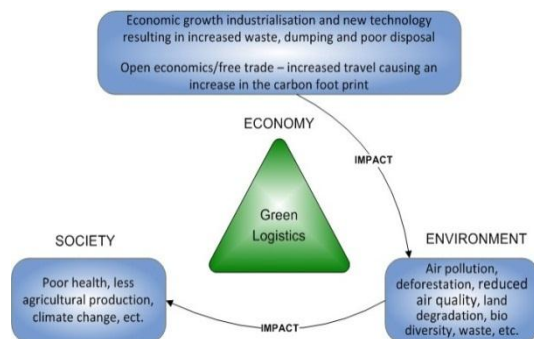 Economic growth industrialisation and new technology
resulting in increased waste, dumping and poor disposal
Open economics/free trade – increased travel causing an
increase in the carbon foot print
ECONOMY
IMPACT
Green
Logistics
SOCIETY
ENVIRONMENT
Poor health, less
agricultural production,
climate change, ect.
Air pollution,
deforestation, reduced
air quality, land
degradation, bio
diversity, waste, etc.
IMPACT